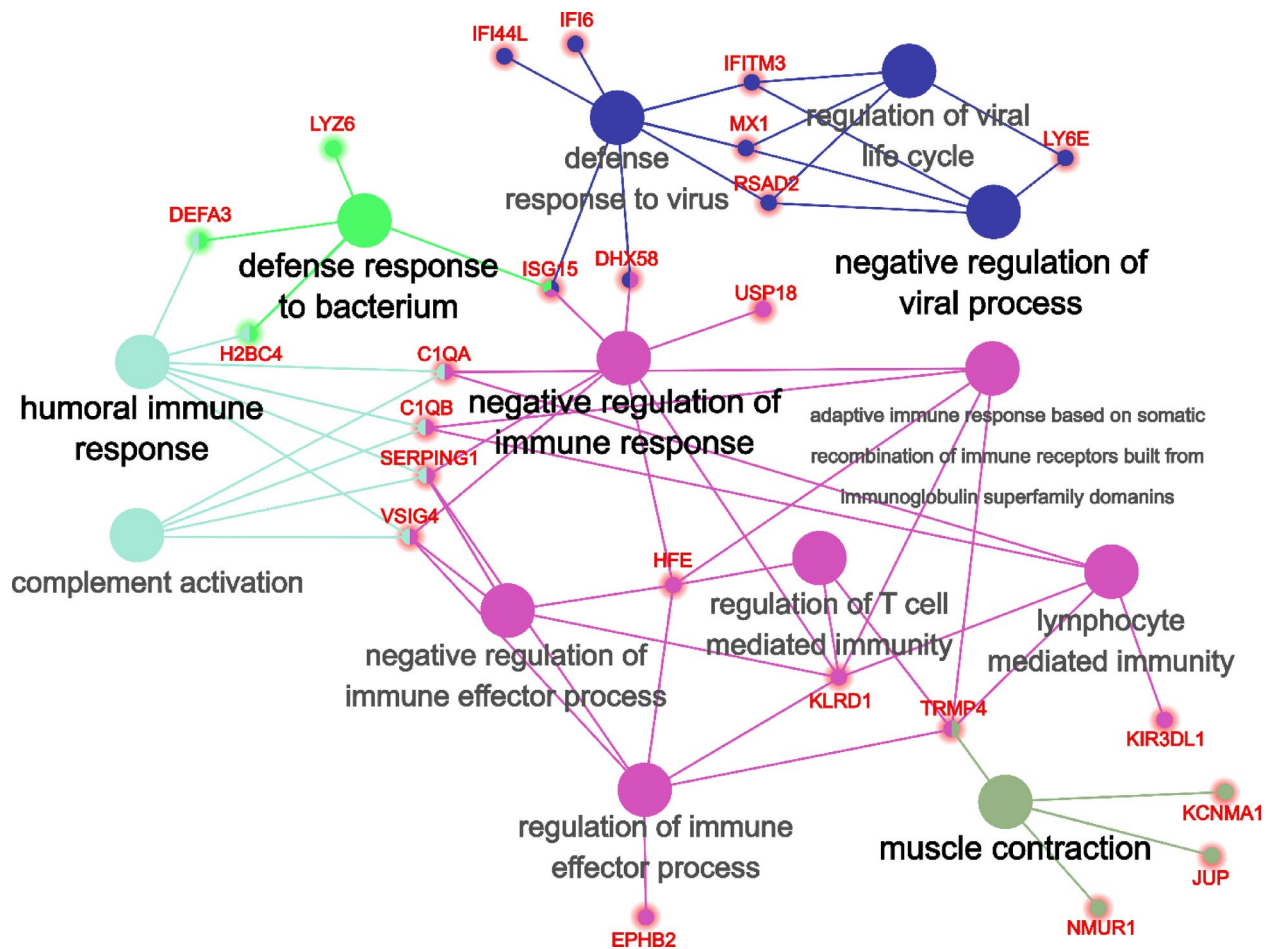 IFI44L
IFI6
IFITM3
LYZ6
MX1
regulation of viral
life cycle
LY6E
defense
response to virus
RSAD2
DEFA3
defense response
to bacterium
ISG15
DHX58
negative regulation of
viral process
USP18
H2BC4
C1QA
humoral immune
response
C1QB
negative regulation of
immune response
adaptive immune response based on somatic
recombination of immune receptors built from
immunoglobulin superfamily domanins
SERPING1
VSIG4
complement activation
HFE
regulation of T cell
mediated immunity
lymphocyte
mediated immunity
negative regulation of
immune effector process
KLRD1
TRMP4
KIR3DL1
regulation of immune
effector process
muscle contraction
KCNMA1
JUP
NMUR1
EPHB2